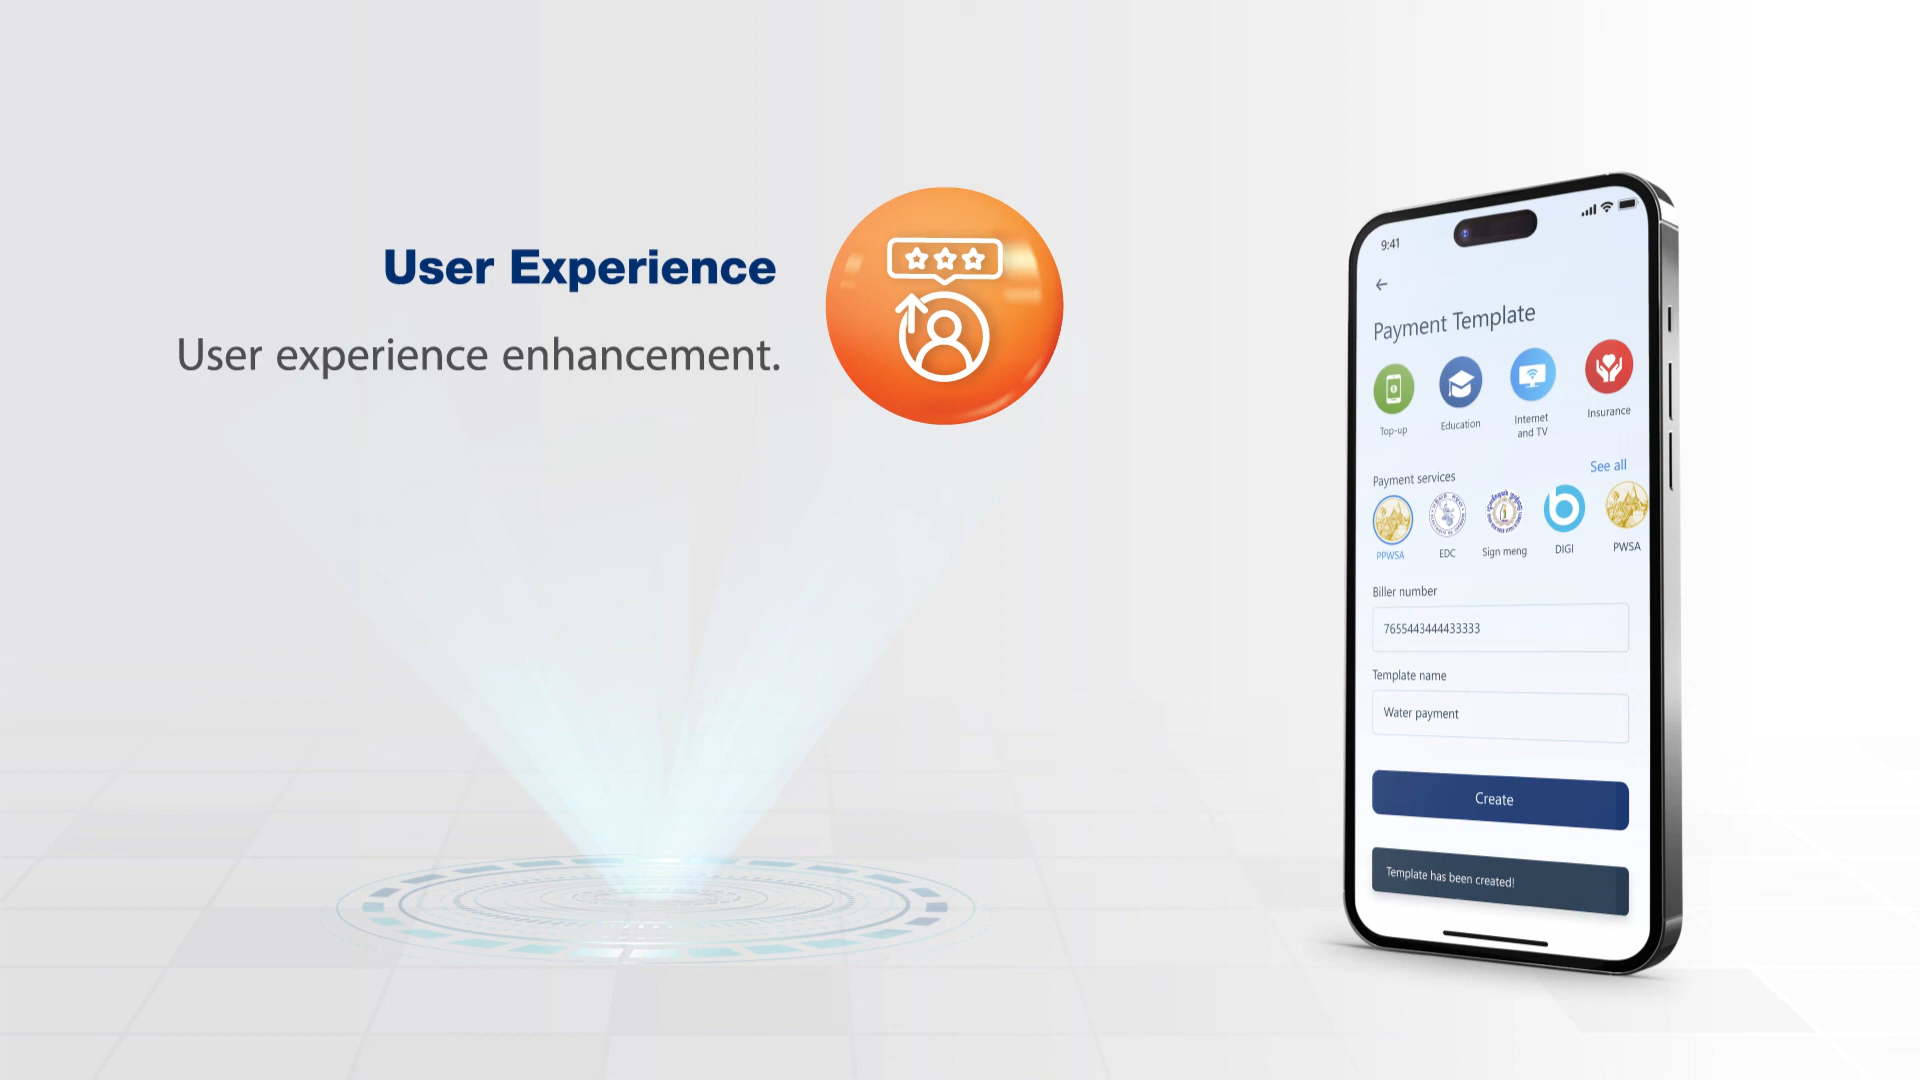 User Experience
User experience enhancement.
9:41
Payment Template
Top-up
Education
Internet
and TV
Insurance
Payment services
See all
PPWSA
EDC
Sign meng
DIGI
PWSA
Biller number
7655443444433333
Template name
Water payment
Create
Template has been created!